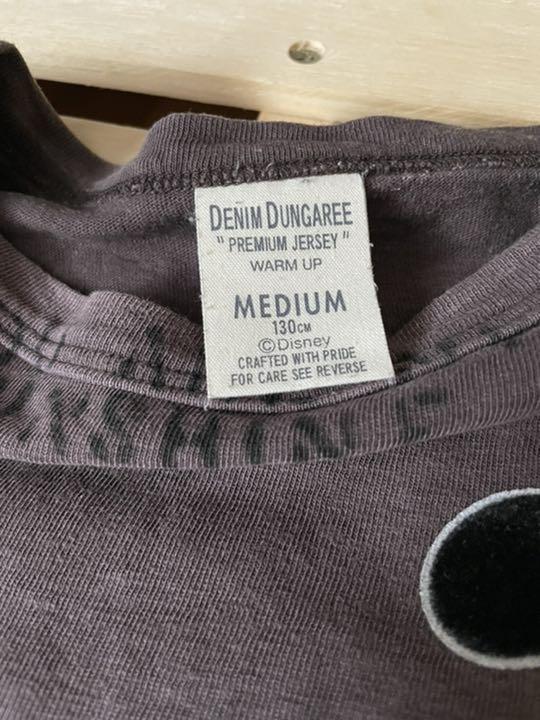 DENIM DUNGAREE
"PREMIUM JERSEY"
WARM UP
MEDIUM
130CM
©Disney
CRAFTED WITH PRIDE
FOR CARE SEE REVERSE